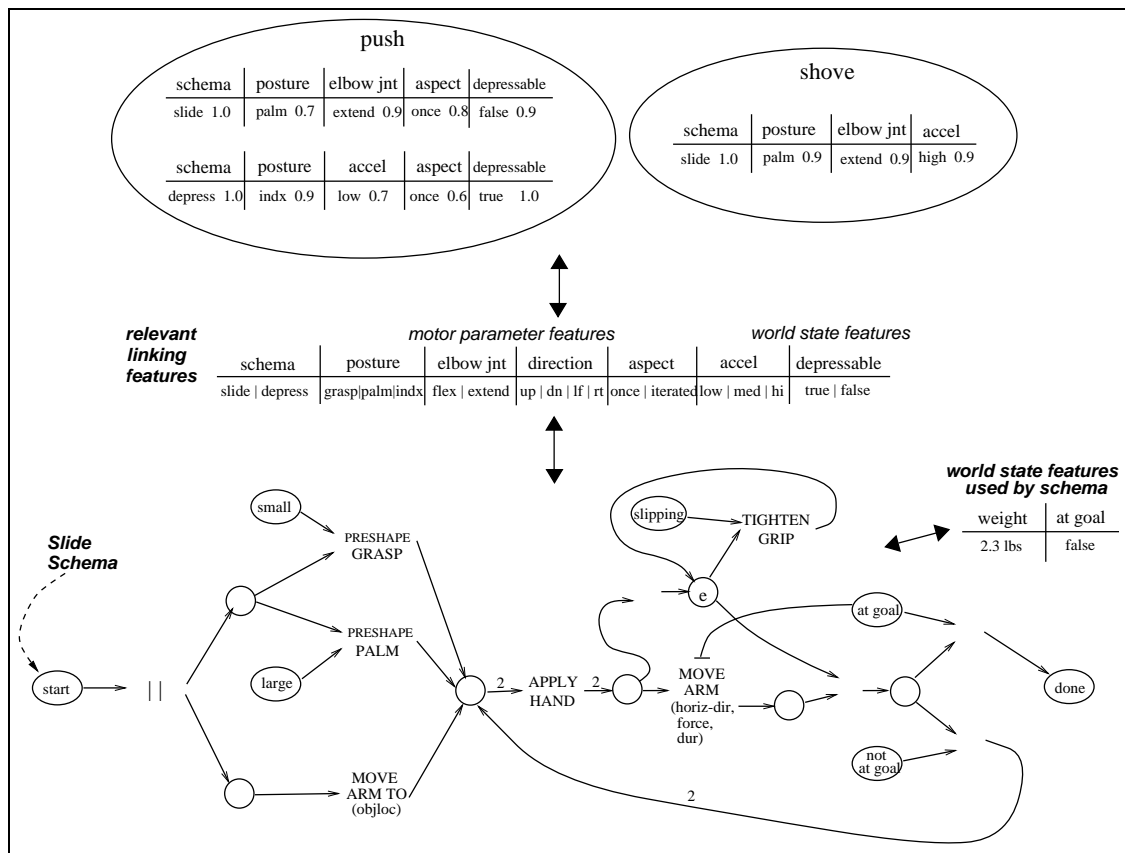 push
schema posture elbow jnt aspect depressable
slide 1.0 palm 0.7 extend 0.9 once 0.8 false 0.9
schema posture accel aspect depressable
depress 1.0 indx 0.9 low 0.7 once 0.6 true 1.0
shove
schema posture elbow jnt accel
slide 1.0 palm 0.9 extend 0.9 high 0.9
relevant
linking
features
motor parameter features
world state features
schema posture elbow jnt direction aspect accel depressable
slide | depress grasp|palm|indx flex | extend up | dn | lf | rt once | iterated low | med | hi true | false
world state features
used by schema
weight at goal
2.3 lbs false
Slide
Schema
start
| |
small
PRESHAPE
GRASP
PRESHAPE
PALM
large
MOVE
ARM TO
(objloc)
2
APPLY
HAND
2
slipping
TIGHTEN
GRIP
e
at goal
MOVE
ARM
(horiz-dir,
force,
dur)
done
not
at goal
2